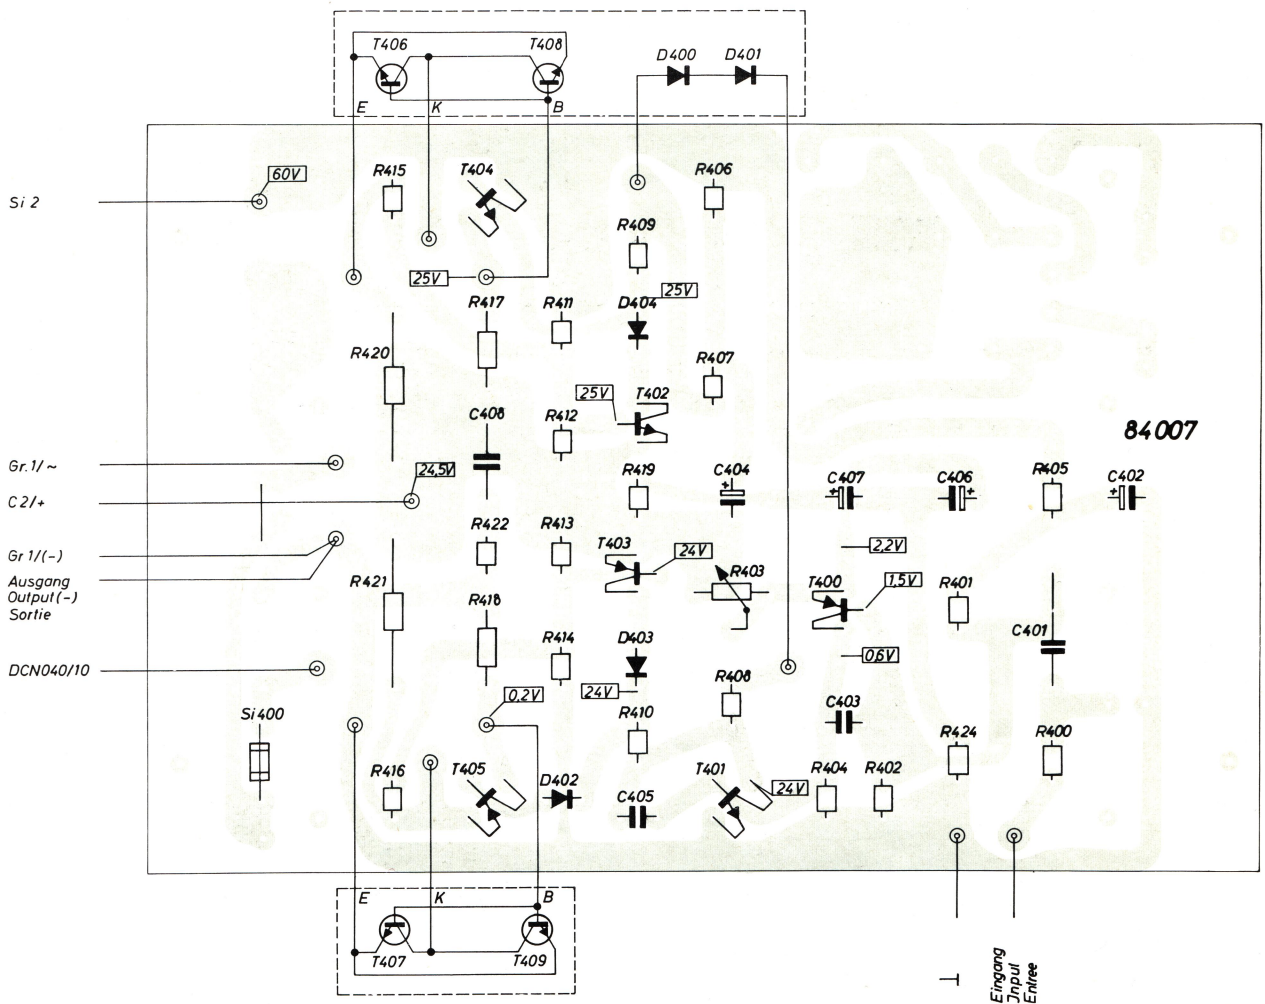 T406 T408 D400 D401
E K B
60V R415 T404 R406
Si 2
R409
25V 25V
R417 R411 D404
R420 R407
25V T402
C408 R412
84007
Gr.1/~ 24,5V R419 C404 C407 C406 R405 C402
+ + + +
C2/+
R422 R413 T403 24V 2,2V
Gr 1/(-)
R421 R403 T400 1,5V R401
Ausgang
Output(-)
Sortie
R418 R414 D403 C401
0,6V
DCN040/10
0,2V 24V R408
Si400 R410 C403 R424 R400
R416 T405 D402 T401 24V R404 R402
C405
E K B
T407 T409
Eingang
Jnput
Entree